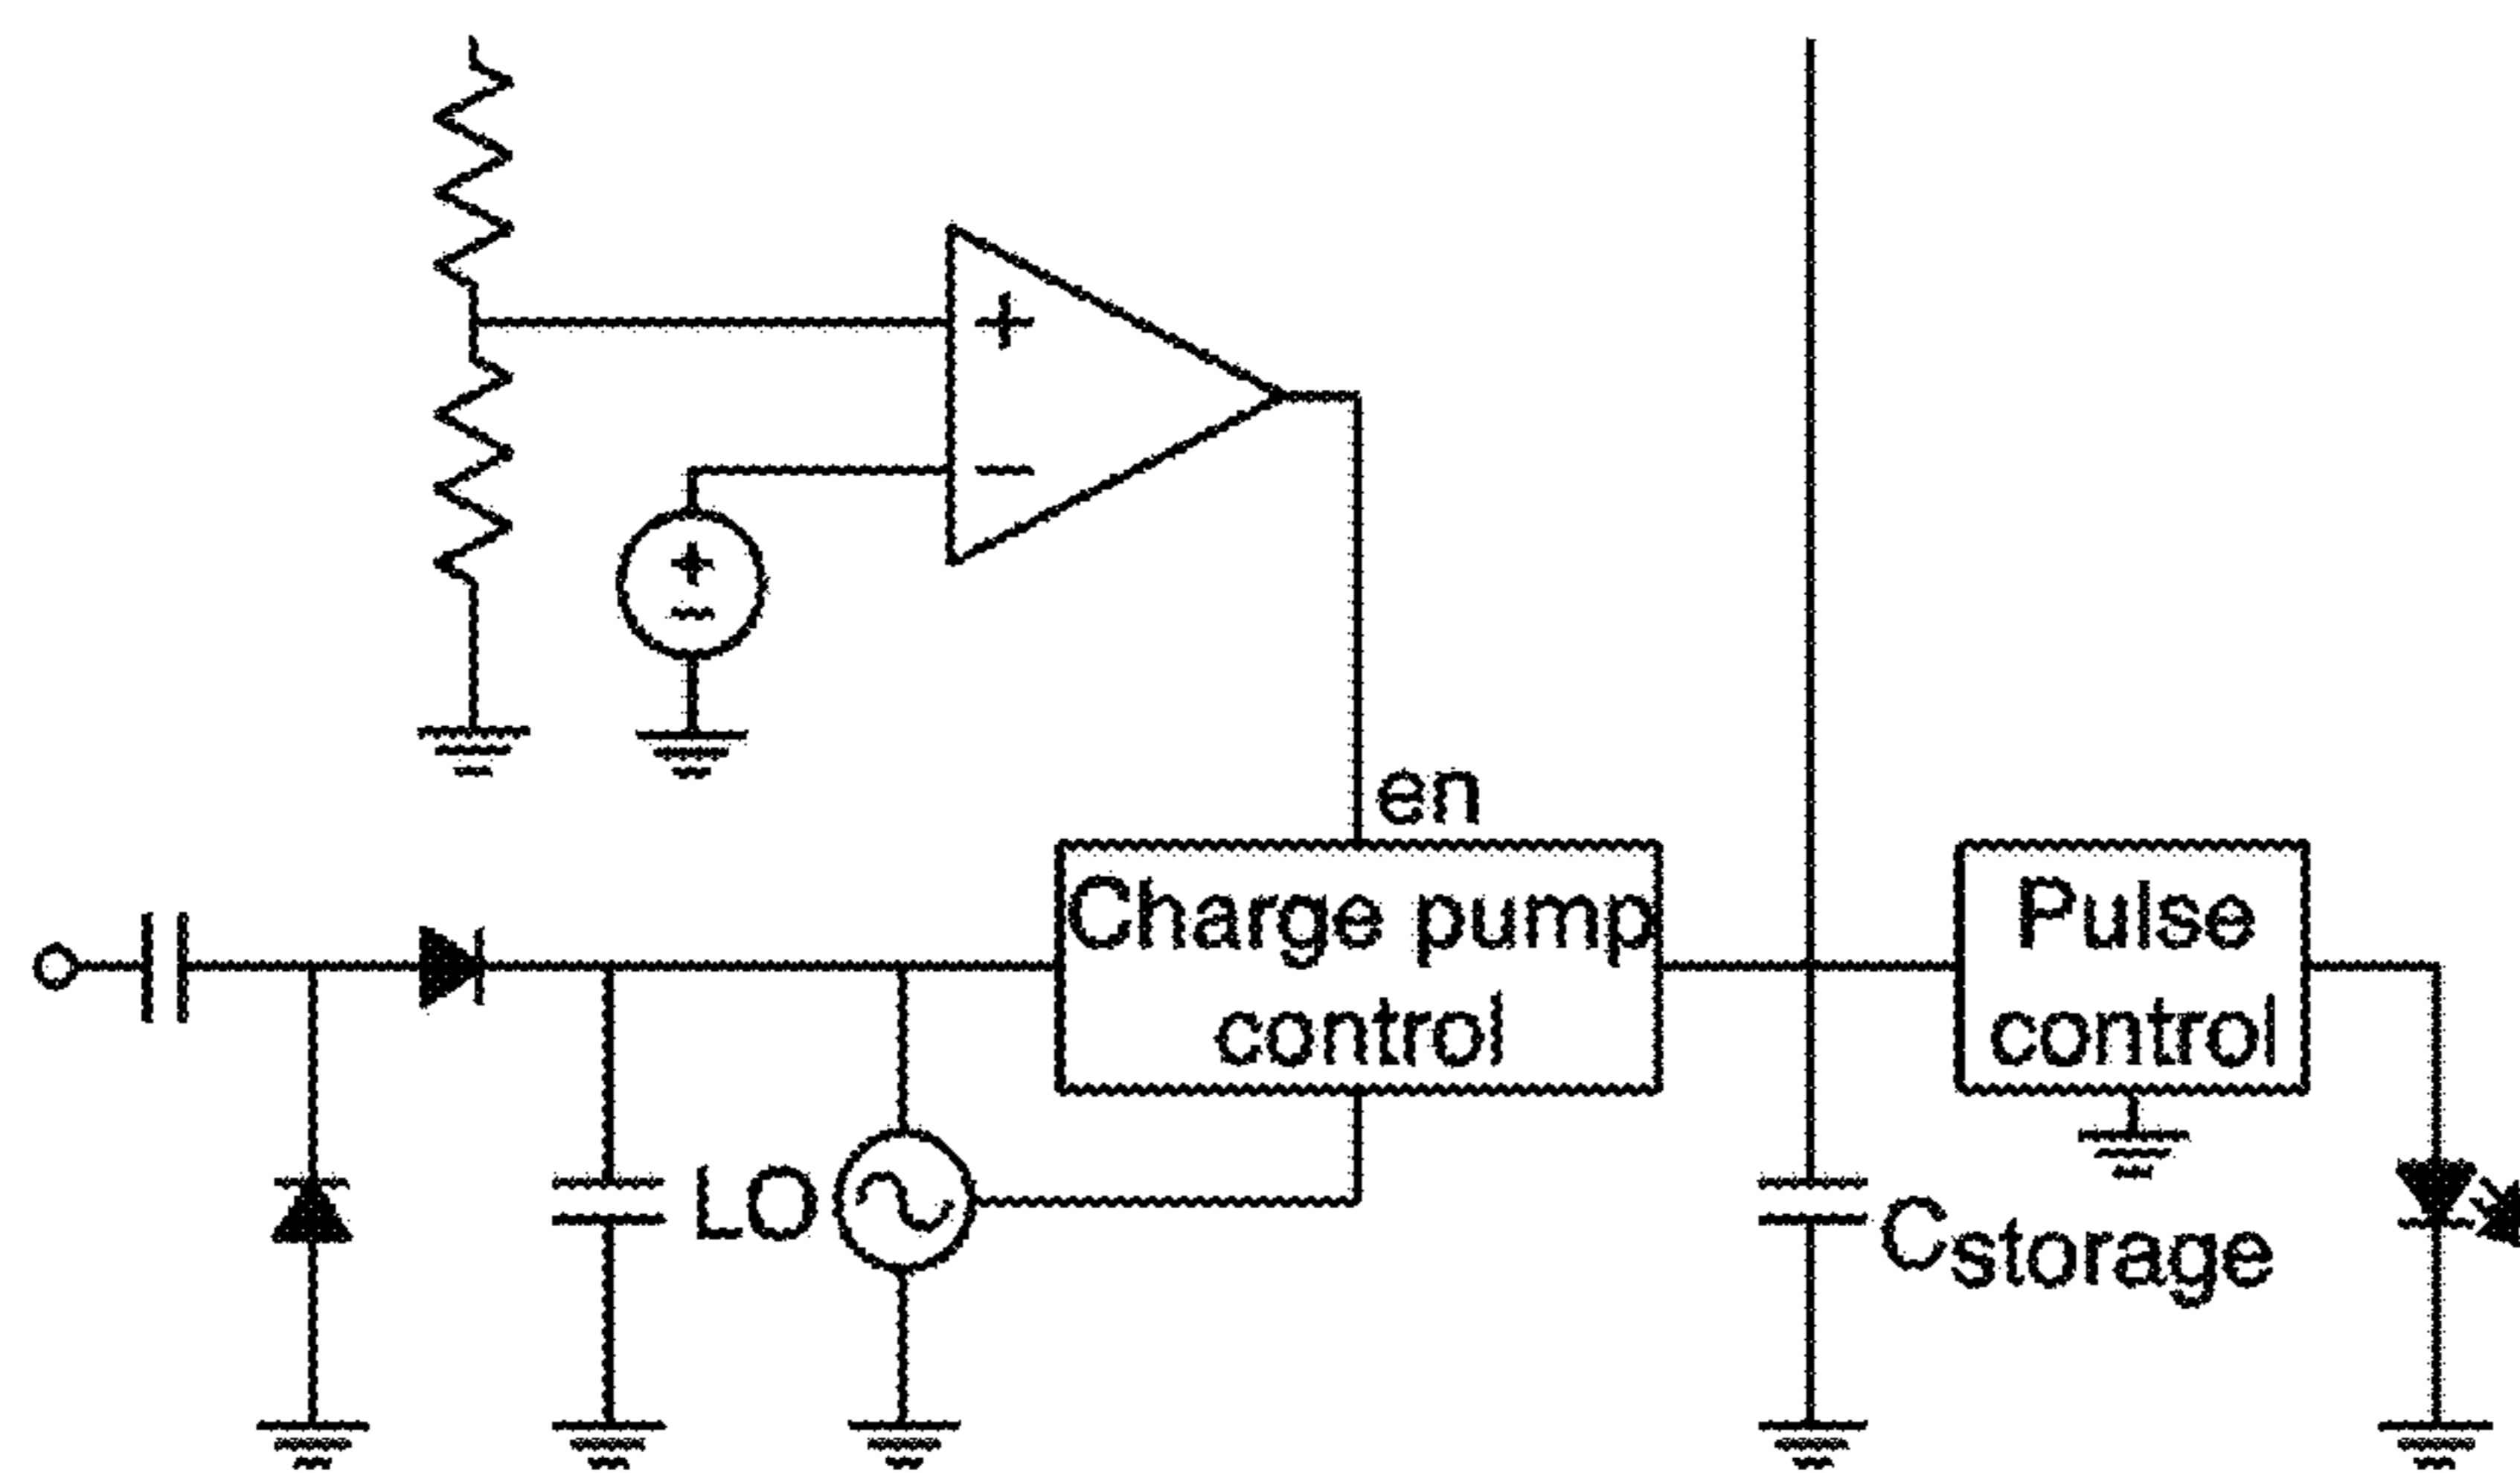 +
−
+
−
en
Charge pump
control
Pulse
control
LO
Cstorage